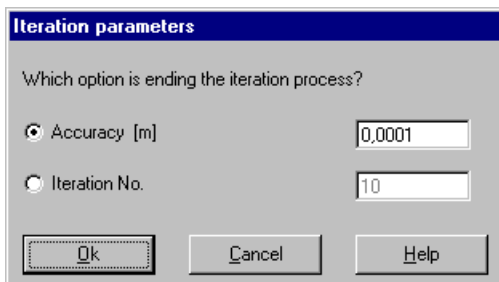 Iteration parameters
Which option is ending the iteration process?
Accuracy [m] 0,0001
Iteration No. 10
Ok Cancel Help